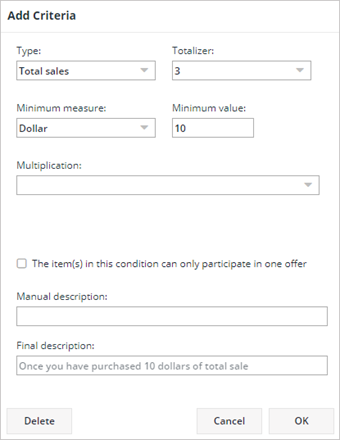 Add Criteria
Type: Totalizer:
Total sales 3
Minimum measure: Minimum value:
Dollar 10
Multiplication:
The item(s) in this condition can only participate in one offer
Manual description:
Final description:
Once you have purchased 10 dollars of total sale
Delete Cancel OK